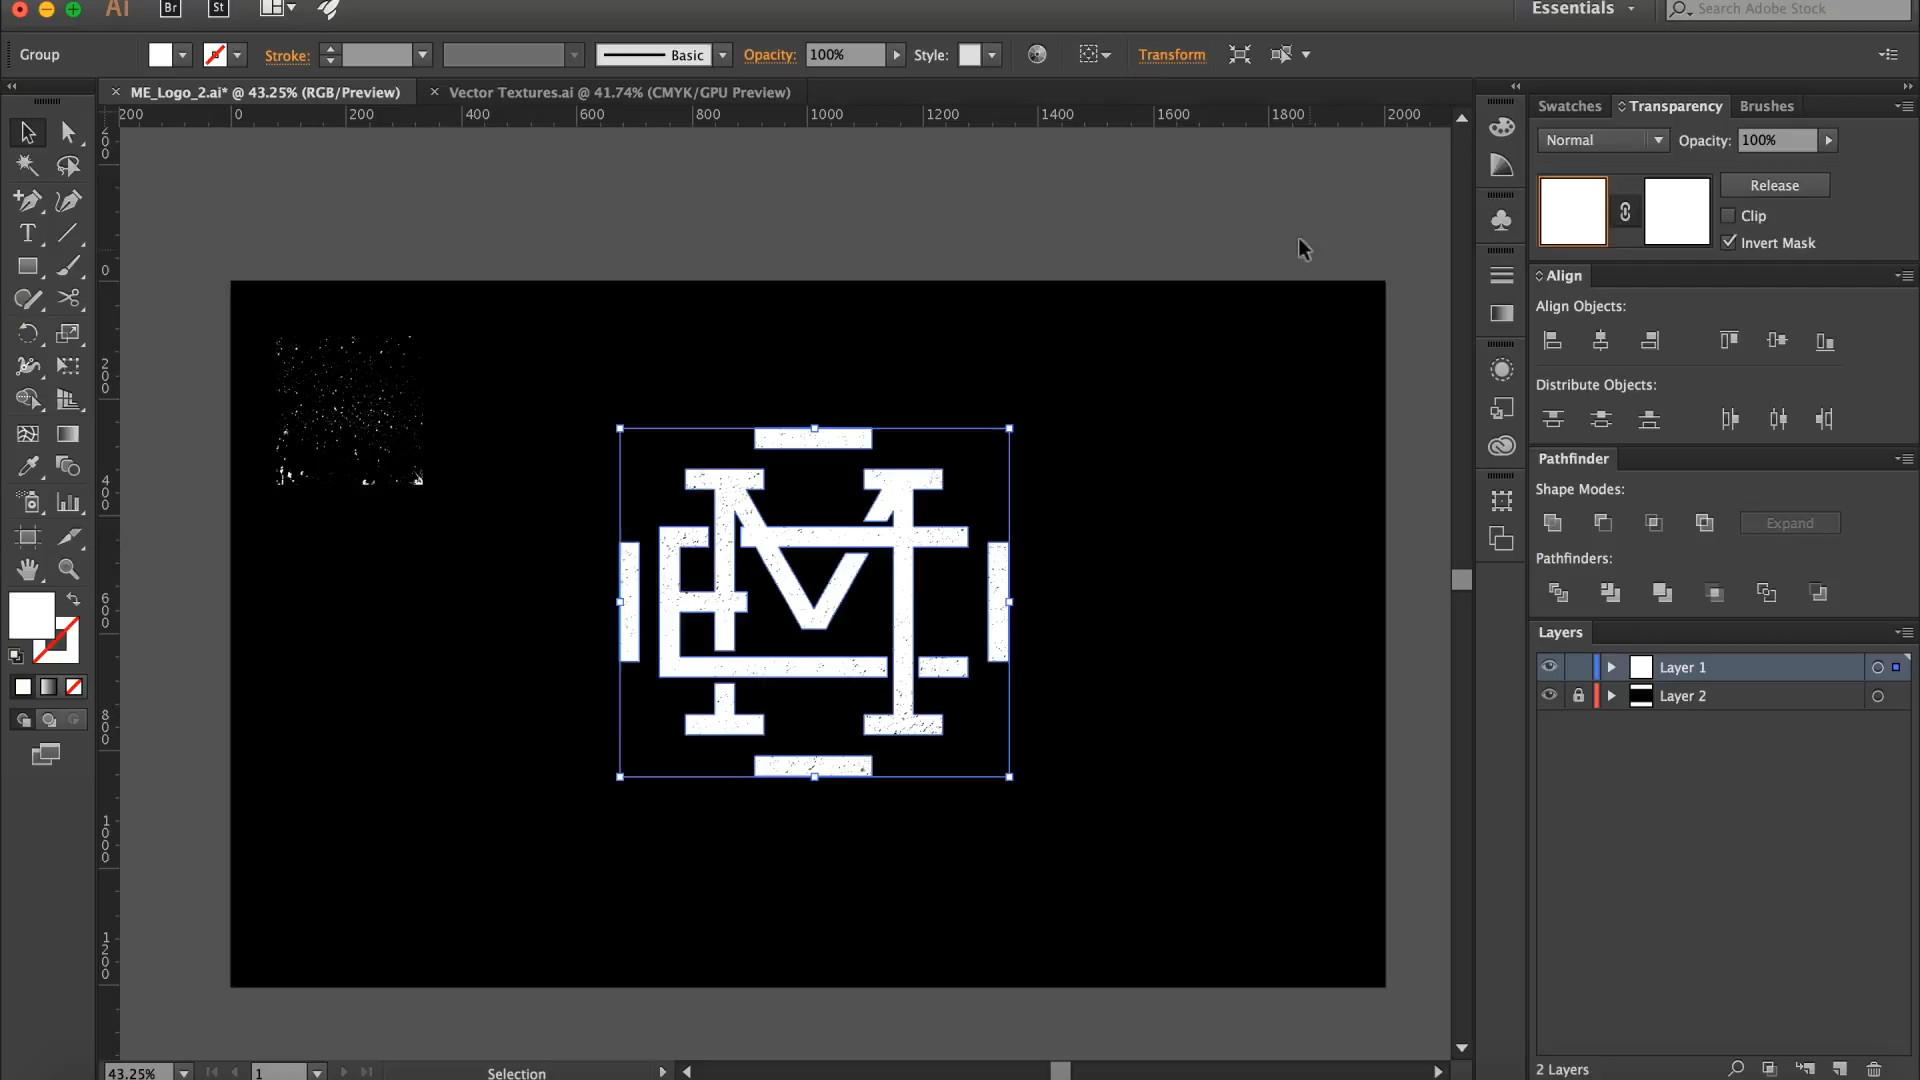 Ai Br St Essentials Search Adobe Stock
Group Stroke: Basic Opacity: 100% Style: Transform
ME_Logo_2.ai* @ 43.25% (RGB/Preview) Vector Textures.ai @ 41.74% (CMYK/GPU Preview)
200 0 200 400 600 800 1000 1200 1400 1600 1800 2000
200
0
200
400
600
800
1000
1200
ME
Swatches Transparency Brushes
Normal Opacity: 100%
Release
Clip
Invert Mask
Align
Align Objects:
Distribute Objects:
Pathfinder
Shape Modes:
Expand
Pathfinders:
Layers
Layer 1
Layer 2
2 Layers
43.25% 1 Selection